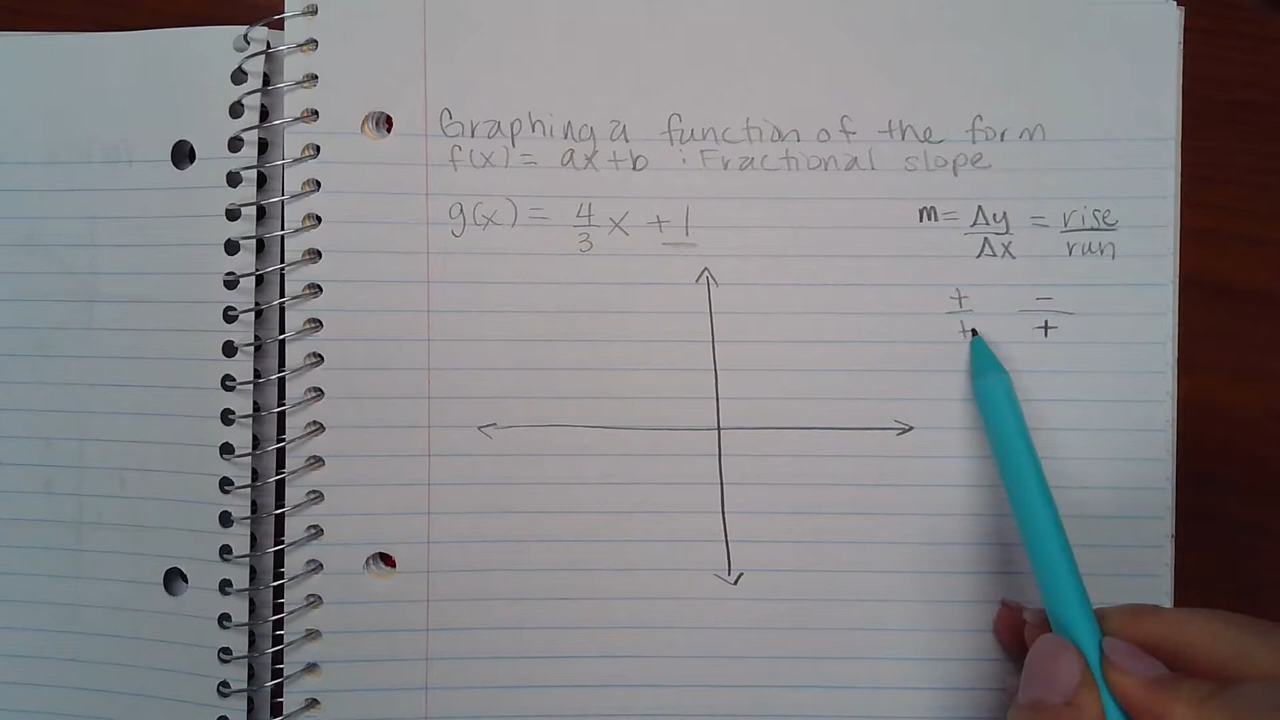 Graphing a function of the form
f(x) = ax+b : Fractional slope
g(x) = 4/3 x + 1
m = Δy/Δx = rise/run
+/+ -/+